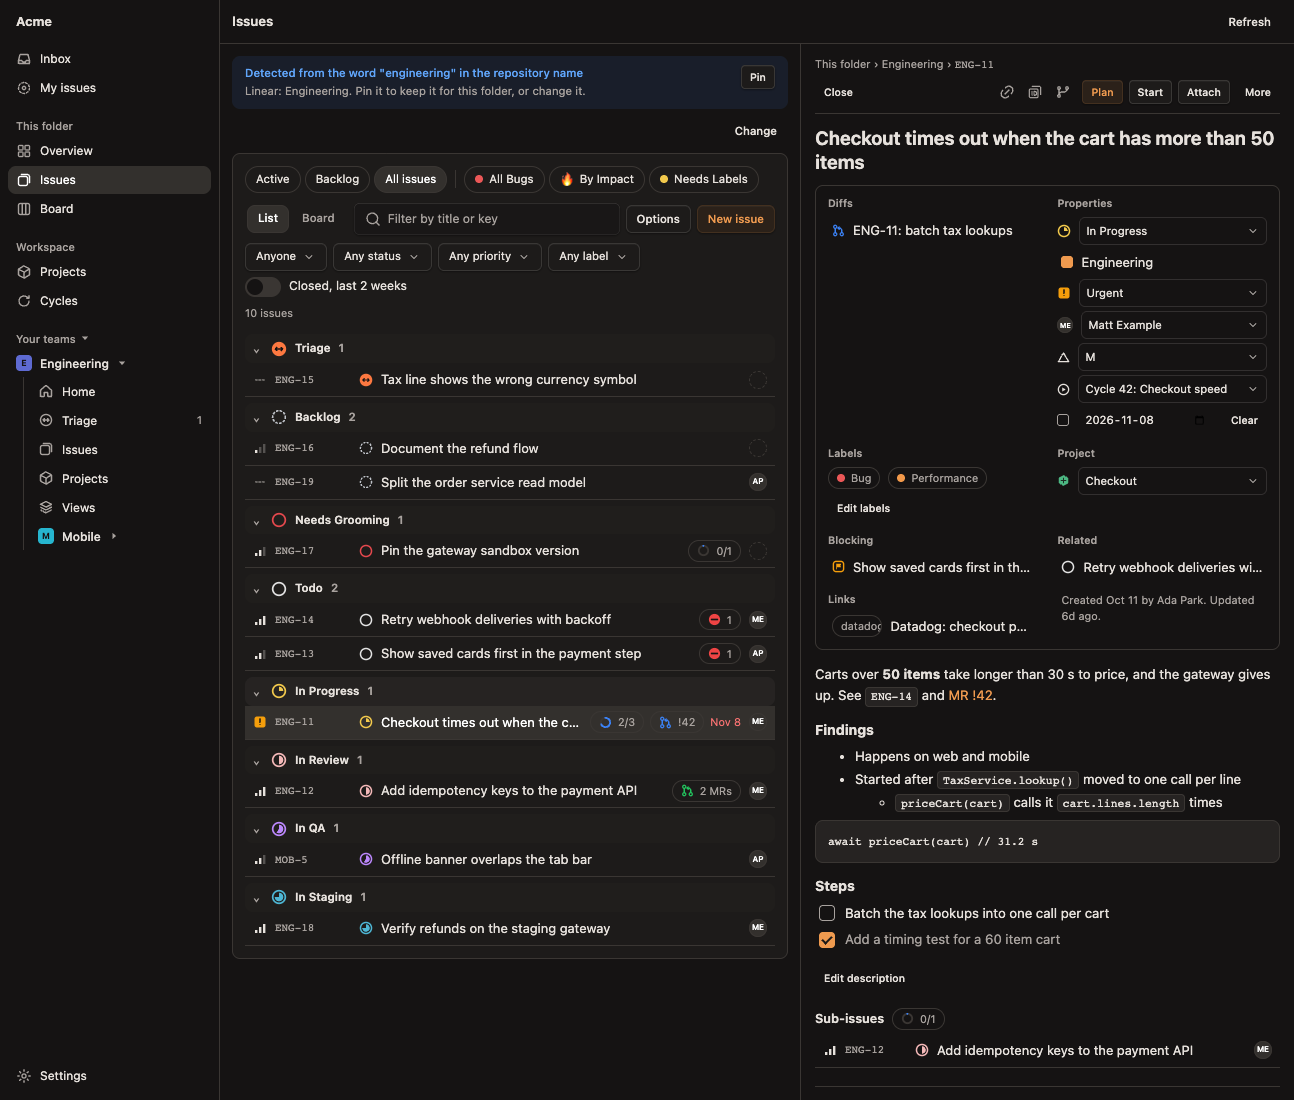 Acme
Inbox
My issues
This folder
Overview
Issues
Board
Workspace
Projects
Cycles
Your teams
E Engineering
Home
Triage 1
Issues
Projects
Views
M Mobile
Settings
Issues
Refresh
Detected from the word "engineering" in the repository name
Linear: Engineering. Pin it to keep it for this folder, or change it.
Pin
Change
Active Backlog All issues All Bugs By Impact Needs Labels
List Board Filter by title or key Options New issue
Anyone Any status Any priority Any label
Closed, last 2 weeks
10 issues
Triage 1
ENG-15 Tax line shows the wrong currency symbol
Backlog 2
ENG-16 Document the refund flow
ENG-19 Split the order service read model AP
Needs Grooming 1
ENG-17 Pin the gateway sandbox version 0/1
Todo 2
ENG-14 Retry webhook deliveries with backoff 1 ME
ENG-13 Show saved cards first in the payment step 1 AP
In Progress 1
ENG-11 Checkout times out when the c... 2/3 !42 Nov 8 ME
In Review 1
ENG-12 Add idempotency keys to the payment API 2 MRs ME
In QA 1
MOB-5 Offline banner overlaps the tab bar AP
In Staging 1
ENG-18 Verify refunds on the staging gateway ME
This folder › Engineering › ENG-11
Close Plan Start Attach More
Checkout times out when the cart has more than 50
items
Diffs
ENG-11: batch tax lookups
Properties
In Progress
Engineering
Urgent
ME Matt Example
M
Cycle 42: Checkout speed
2026-11-08 Clear
Labels
Bug Performance
Edit labels
Project
Checkout
Blocking
Show saved cards first in th...
Related
Retry webhook deliveries wi...
Links
datadog Datadog: checkout p...
Created Oct 11 by Ada Park. Updated
6d ago.
Carts over 50 items take longer than 30 s to price, and the gateway gives
up. See ENG-14 and MR !42.
Findings
• Happens on web and mobile
• Started after TaxService.lookup() moved to one call per line
◦ priceCart(cart) calls it cart.lines.length times
await priceCart(cart) // 31.2 s
Steps
Batch the tax lookups into one call per cart
Add a timing test for a 60 item cart
Edit description
Sub-issues 0/1
ENG-12 Add idempotency keys to the payment API ME